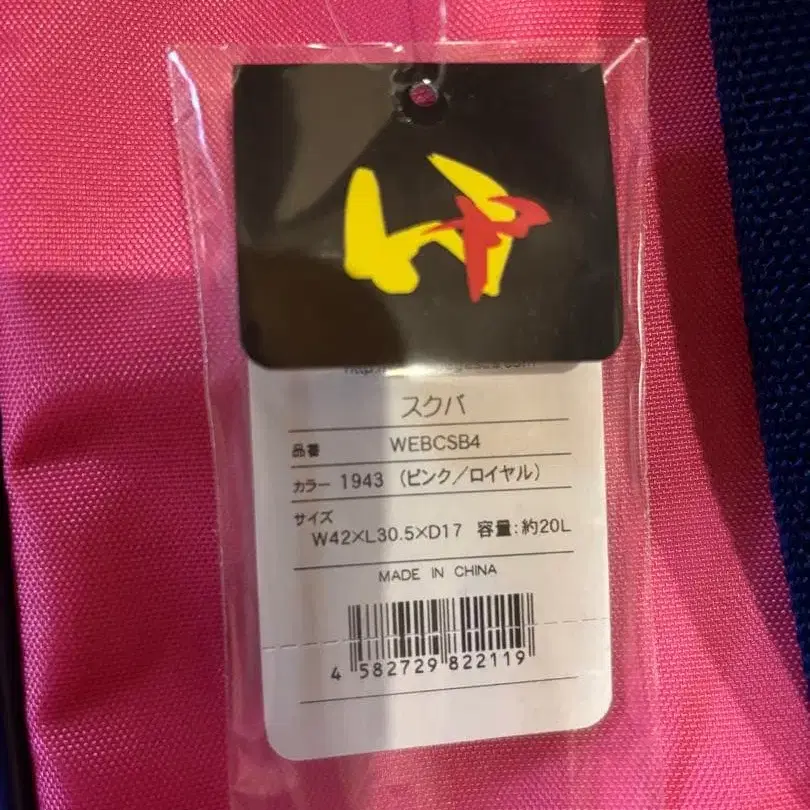 スクバ
品番 WEBCSB4
カラー 1943 (ピンク/ロイヤル)
サイズ
W42×L30.5×D17 容量:約20L
MADE IN CHINA
4 582729 822119